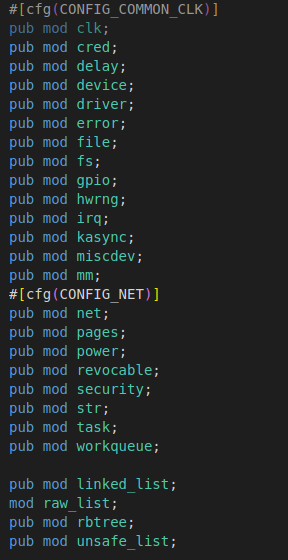 #[cfg(CONFIG_COMMON_CLK)]
pub mod clk;
pub mod cred;
pub mod delay;
pub mod device;
pub mod driver;
pub mod error;
pub mod file;
pub mod fs;
pub mod gpio;
pub mod hwrng;
pub mod irq;
pub mod kasync;
pub mod miscdev;
pub mod mm;
#[cfg(CONFIG_NET)]
pub mod net;
pub mod pages;
pub mod power;
pub mod revocable;
pub mod security;
pub mod str;
pub mod task;
pub mod workqueue;

pub mod linked_list;
mod raw_list;
pub mod rbtree;
pub mod unsafe_list;